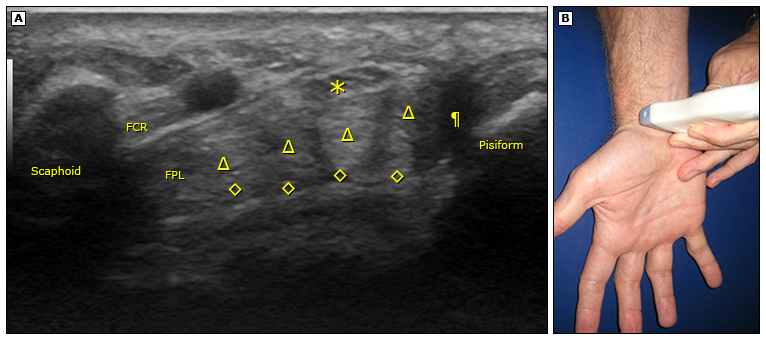 A
B
*
Δ
¶
FCR
Δ
Pisiform
Δ
Δ
Scaphoid
FPL
◇ ◇ ◇ ◇